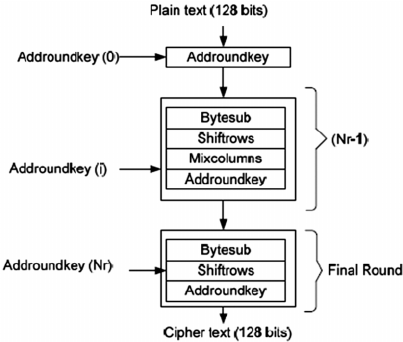 Plain text (128 bits)
Addroundkey (0)
Addroundkey
Bytesub
Shiftrows
Mixcolumns
Addroundkey
Addroundkey (i)
(Nr-1)
Bytesub
Shiftrows
Addroundkey
Addroundkey (Nr)
Final Round
Cipher text (128 bits)